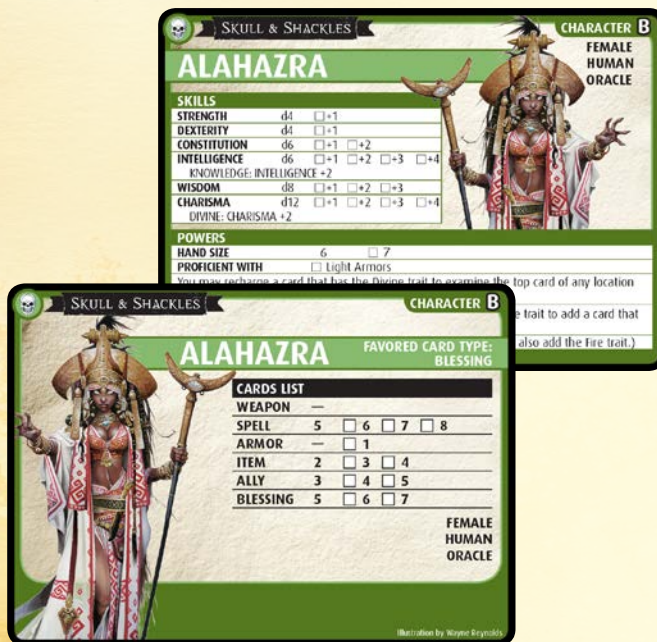 SKULL & SHACKLES
CHARACTER B
ALAHAZRA
FEMALE
HUMAN
ORACLE
SKILLS
STRENGTH d4 ☐+1
DEXTERITY d4 ☐+1
CONSTITUTION d6 ☐+1 ☐+2
INTELLIGENCE d6 ☐+1 ☐+2 ☐+3 ☐+4
KNOWLEDGE: INTELLIGENCE +2
WISDOM d8 ☐+1 ☐+2 ☐+3
CHARISMA d12 ☐+1 ☐+2 ☐+3 ☐+4
DIVINE: CHARISMA +2
POWERS
HAND SIZE 6 ☐ 7
PROFICIENT WITH ☐ Light Armors
You may recharge a card that has the Divine trait to examine the top card of any location
trait to add a card that
also add the Fire trait.)
SKULL & SHACKLES
CHARACTER B
ALAHAZRA
FAVORED CARD TYPE:
BLESSING
CARDS LIST
WEAPON —
SPELL 5 ☐ 6 ☐ 7 ☐ 8
ARMOR — ☐ 1
ITEM 2 ☐ 3 ☐ 4
ALLY 3 ☐ 4 ☐ 5
BLESSING 5 ☐ 6 ☐ 7
FEMALE
HUMAN
ORACLE
Illustration by Wayne Reynolds